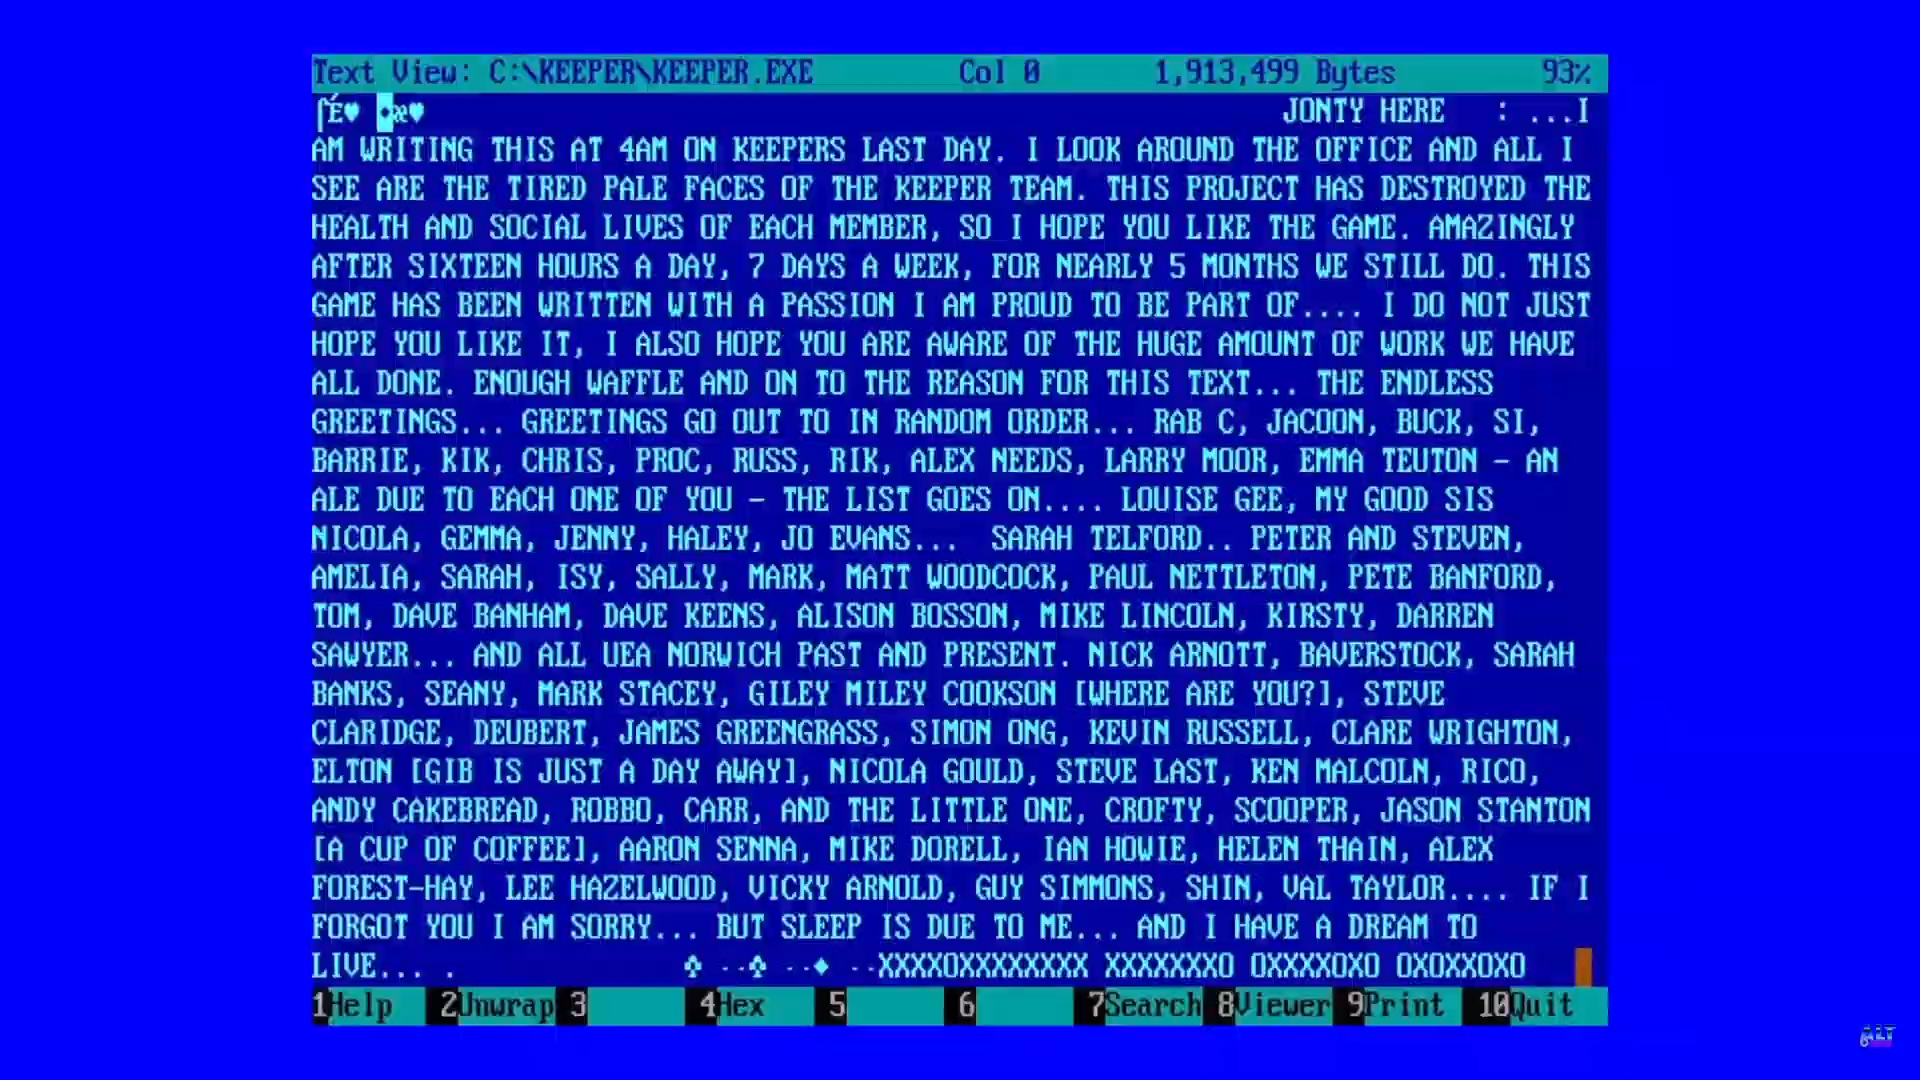 Text View: C:\KEEPER\KEEPER.EXE Col 0 1,913,499 Bytes 93%
⌠É♥ ♦æ♥ JONTY HERE : ...I
AM WRITING THIS AT 4AM ON KEEPERS LAST DAY. I LOOK AROUND THE OFFICE AND ALL I
SEE ARE THE TIRED PALE FACES OF THE KEEPER TEAM. THIS PROJECT HAS DESTROYED THE
HEALTH AND SOCIAL LIVES OF EACH MEMBER, SO I HOPE YOU LIKE THE GAME. AMAZINGLY
AFTER SIXTEEN HOURS A DAY, 7 DAYS A WEEK, FOR NEARLY 5 MONTHS WE STILL DO. THIS
GAME HAS BEEN WRITTEN WITH A PASSION I AM PROUD TO BE PART OF.... I DO NOT JUST
HOPE YOU LIKE IT, I ALSO HOPE YOU ARE AWARE OF THE HUGE AMOUNT OF WORK WE HAVE
ALL DONE. ENOUGH WAFFLE AND ON TO THE REASON FOR THIS TEXT... THE ENDLESS
GREETINGS... GREETINGS GO OUT TO IN RANDOM ORDER... RAB C, JACOON, BUCK, SI,
BARRIE, KIK, CHRIS, PROC, RUSS, RIK, ALEX NEEDS, LARRY MOOR, EMMA TEUTON - AN
ALE DUE TO EACH ONE OF YOU - THE LIST GOES ON.... LOUISE GEE, MY GOOD SIS
NICOLA, GEMMA, JENNY, HALEY, JO EVANS... SARAH TELFORD.. PETER AND STEVEN,
AMELIA, SARAH, ISY, SALLY, MARK, MATT WOODCOCK, PAUL NETTLETON, PETE BANFORD,
TOM, DAVE BANHAM, DAVE KEENS, ALISON BOSSON, MIKE LINCOLN, KIRSTY, DARREN
SAWYER... AND ALL UEA NORWICH PAST AND PRESENT. NICK ARNOTT, BAVERSTOCK, SARAH
BANKS, SEANY, MARK STACEY, GILEY MILEY COOKSON [WHERE ARE YOU?], STEVE
CLARIDGE, DEUBERT, JAMES GREENGRASS, SIMON ONG, KEVIN RUSSELL, CLARE WRIGHTON,
ELTON [GIB IS JUST A DAY AWAY], NICOLA GOULD, STEVE LAST, KEN MALCOLN, RICO,
ANDY CAKEBREAD, ROBBO, CARR, AND THE LITTLE ONE, CROFTY, SCOOPER, JASON STANTON
[A CUP OF COFFEE], AARON SENNA, MIKE DORELL, IAN HOWIE, HELEN THAIN, ALEX
FOREST-HAY, LEE HAZELWOOD, VICKY ARNOLD, GUY SIMMONS, SHIN, VAL TAYLOR.... IF I
FORGOT YOU I AM SORRY... BUT SLEEP IS DUE TO ME... AND I HAVE A DREAM TO
LIVE... . ♣ --♣ --♦ --XXXXOXXXXXXXX XXXXXXXO OXXXXOXO OXOXXOXO
1Help 2Unwrap 3 4Hex 5 6 7Search 8Viewer 9Print 10Quit